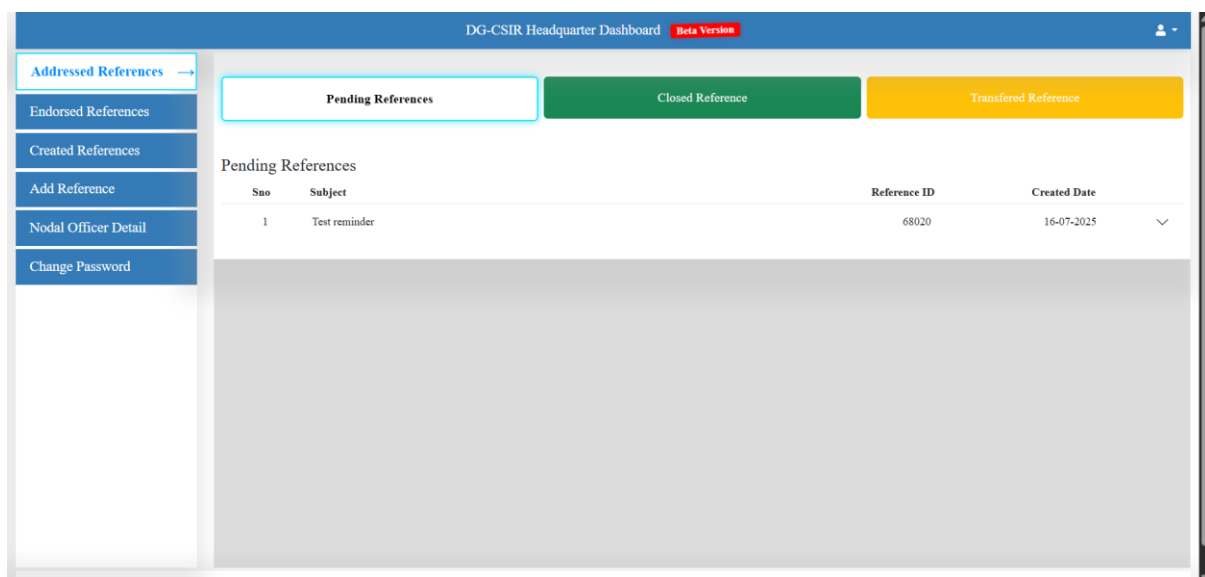 DG-CSIR Headquarter Dashboard Beta Version
Addressed References →
Endorsed References
Created References
Add Reference
Nodal Officer Detail
Change Password
Pending References Closed Reference Transfered Reference
Pending References
Sno Subject Reference ID Created Date
1 Test reminder 68020 16-07-2025